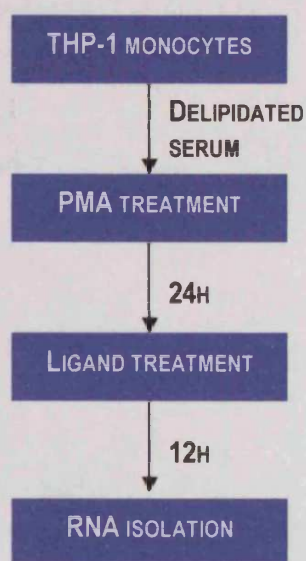 THP-1 MONOCYTES
DELIPIDATED
SERUM
PMA TREATMENT
24H
LIGAND TREATMENT
12H
RNA ISOLATION